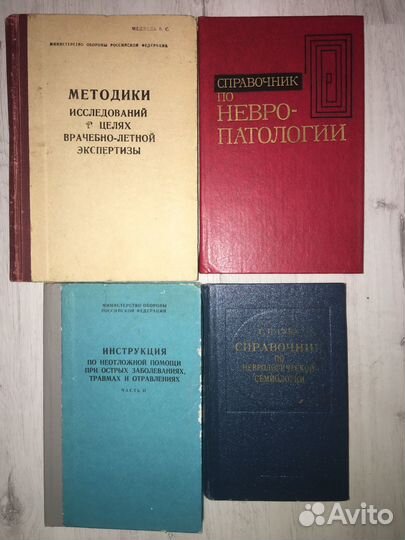 МЕДВЕДЬ В. С.
МИНИСТЕРСТВО ОБОРОНЫ РОССИЙСКОЙ ФЕДЕРАЦИИ
МЕТОДИКИ
ИССЛЕДОВАНИЙ
В ЦЕЛЯХ
ВРАЧЕБНО-ЛЕТНОЙ
ЭКСПЕРТИЗЫ
СПРАВОЧНИК
ПО
НЕВРО-
ПАТОЛОГИИ
МИНИСТЕРСТВО ОБОРОНЫ
РОССИЙСКОЙ ФЕДЕРАЦИИ
ИНСТРУКЦИЯ
ПО НЕОТЛОЖНОЙ ПОМОЩИ
ПРИ ОСТРЫХ ЗАБОЛЕВАНИЯХ,
ТРАВМАХ И ОТРАВЛЕНИЯХ
ЧАСТЬ II
СПРАВОЧНИК
ПО
НЕВРОЛОГИЧЕСКОЙ
СЕМИОЛОГИИ
Avito